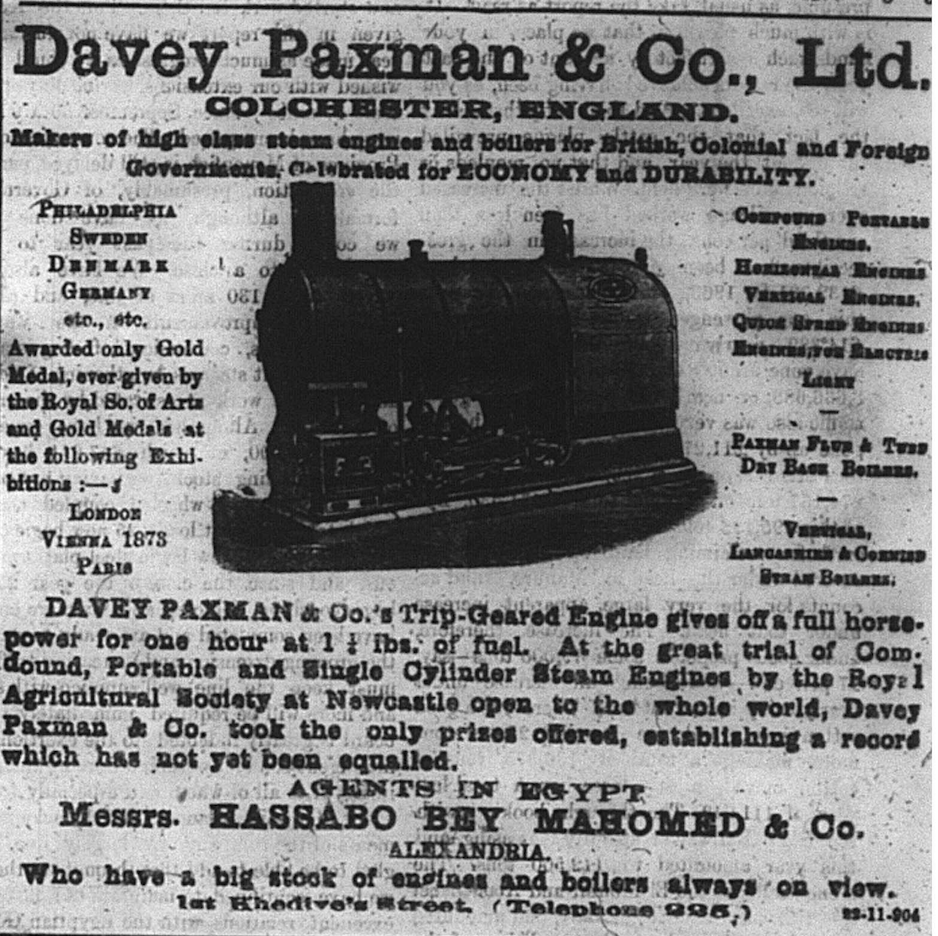 Davey Paxman & Co., Ltd.
COLCHESTER, ENGLAND.
Makers of high class steam engines and boilers for British, Colonial and Foreign
Governments. Celebrated for ECONOMY and DURABILITY.
PHILADELPHIA
SWEDEN
DENMARK
GERMANY
etc., etc.
Awarded only Gold
Medal, ever given by
the Royal So. of Arts
and Gold Medals at
the following Exhi-
bitions :—
LONDON
VIENNA 1873
PARIS
COMPOUND PORTABLE
ENGINES.
HORIZONTAL ENGINES
VERTICAL ENGINES.
QUICK SPEED ENGINES
ENGINES, FOR ELECTRIC
LIGHT
—
PAXMAN FLUE & TUBE
DRY BACK BOILERS.
—
VERTICAL,
LANCASHIRE & CORNISH
STEAM BOILERS.
DAVEY PAXMAN & Co.'s Trip-Geared Engine gives off a full horse-
power for one hour at 1 lbs. of fuel. At the great trial of Com-
dound, Portable and Single Cylinder Steam Engines by the Royal
Agricultural Society at Newcastle open to the whole world, Davey
Paxman & Co. took the only prizes offered, establishing a record
which has not yet been equalled.
AGENTS IN EGYPT
Messrs. HASSABO BEY MAHOMED & Co.
ALEXANDRIA.
Who have a big stock of engines and boilers always on view.
1st Khedive's Street. (Telephone 225.)
22-11-904